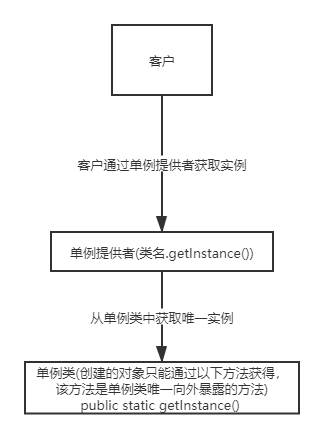 客户
客户通过单例提供者获取实例
单例提供者(类名.getInstance())
从单例类中获取唯一实例
单例类(创建的对象只能通过以下方法获得，
该方法是单例类唯一向外暴露的方法)
public static getInstance()